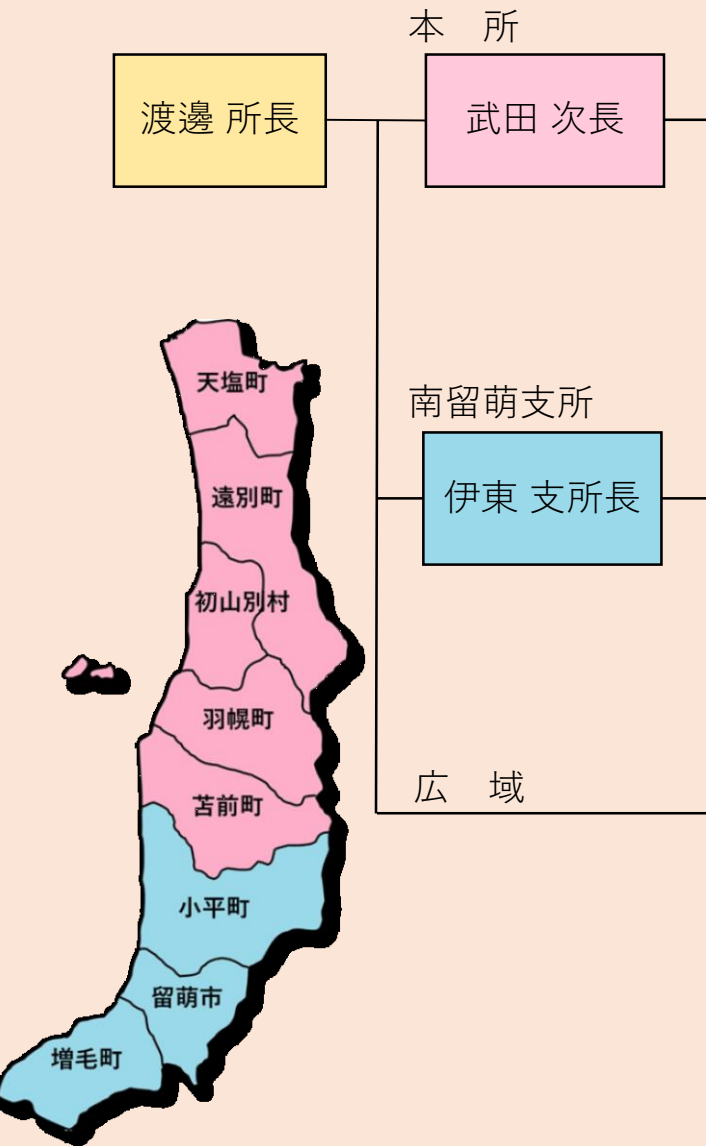 本　所
渡邊 所長
武田 次長
南留萌支所
伊東 支所長
広　域
天塩町
遠別町
初山別村
羽幌町
苫前町
小平町
留萌市
増毛町